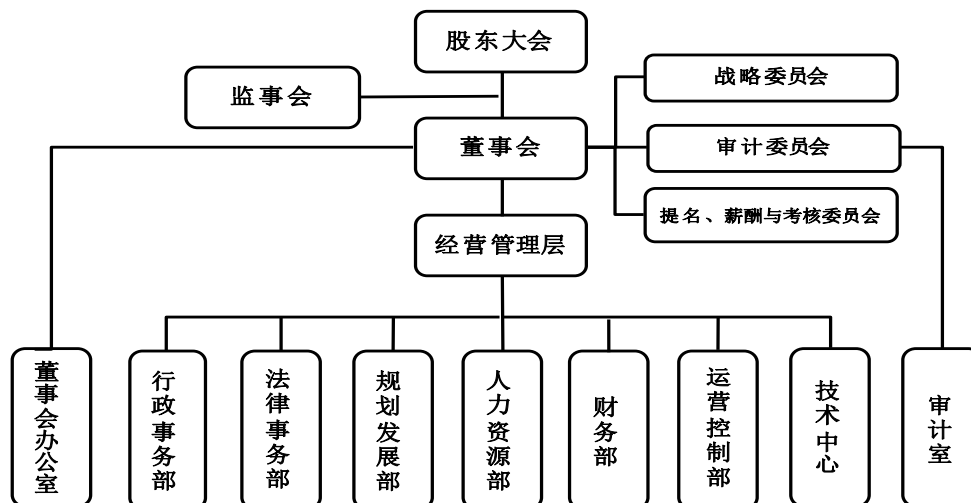 股东大会
监事会
战略委员会
董事会
审计委员会
提名、薪酬与考核委员会
经营管理层
董事会办公室
行政事务部
法律事务部
规划发展部
人力资源部
财务部
运营控制部
技术中心
审计室